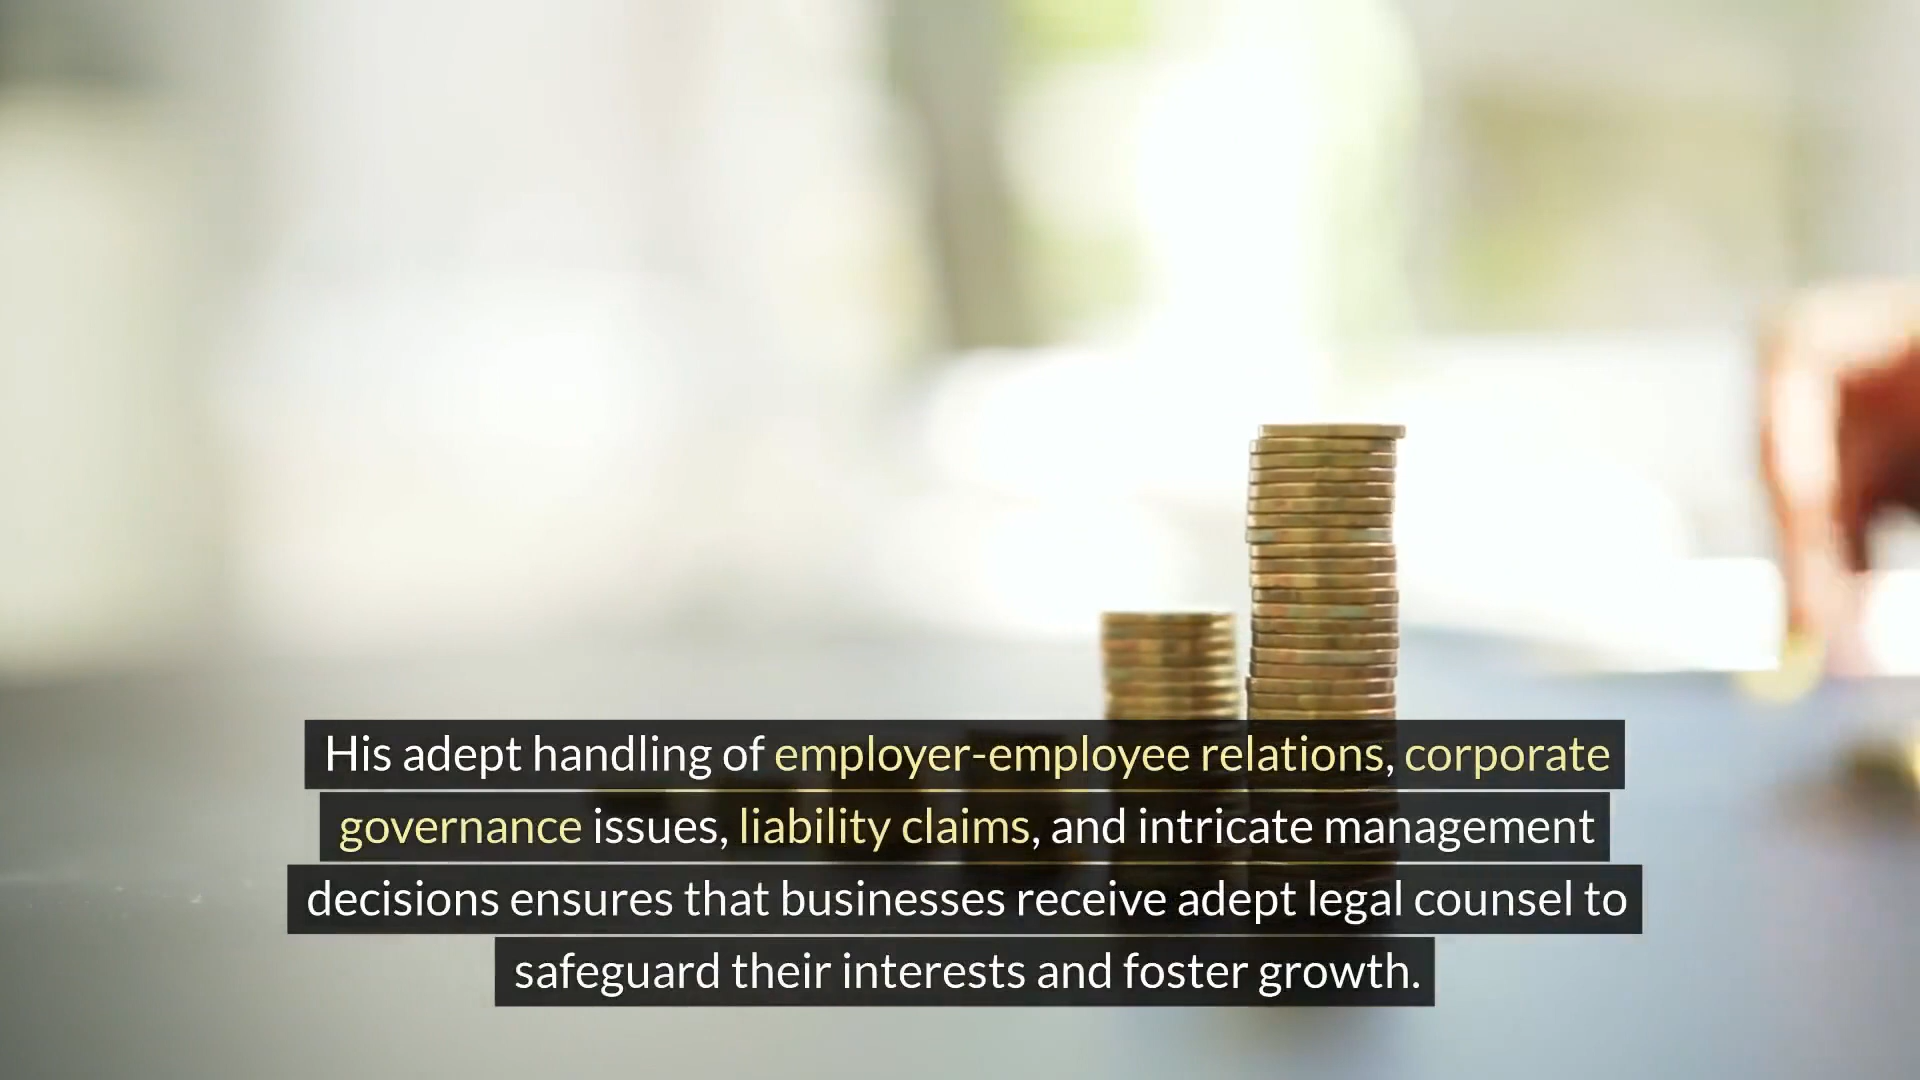 His adept handling of employer-employee relations, corporate
governance issues, liability claims, and intricate management
decisions ensures that businesses receive adept legal counsel to
safeguard their interests and foster growth.